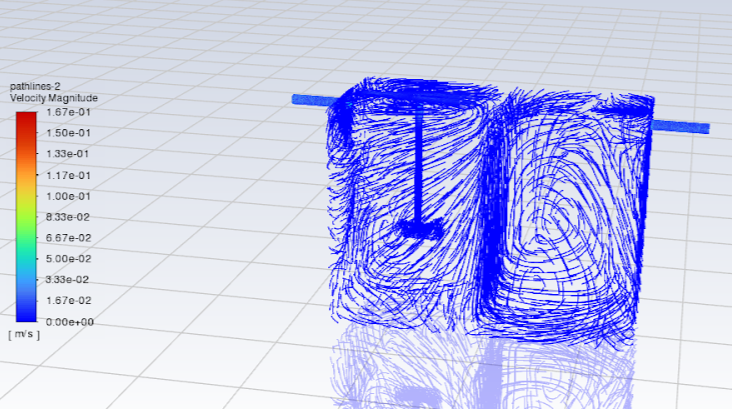 pathlines-2
Velocity Magnitude
1.67e-01
1.50e-01
1.33e-01
1.17e-01
1.00e-01
8.33e-02
6.67e-02
5.00e-02
3.33e-02
1.67e-02
0.00e+00
[ m/s ]